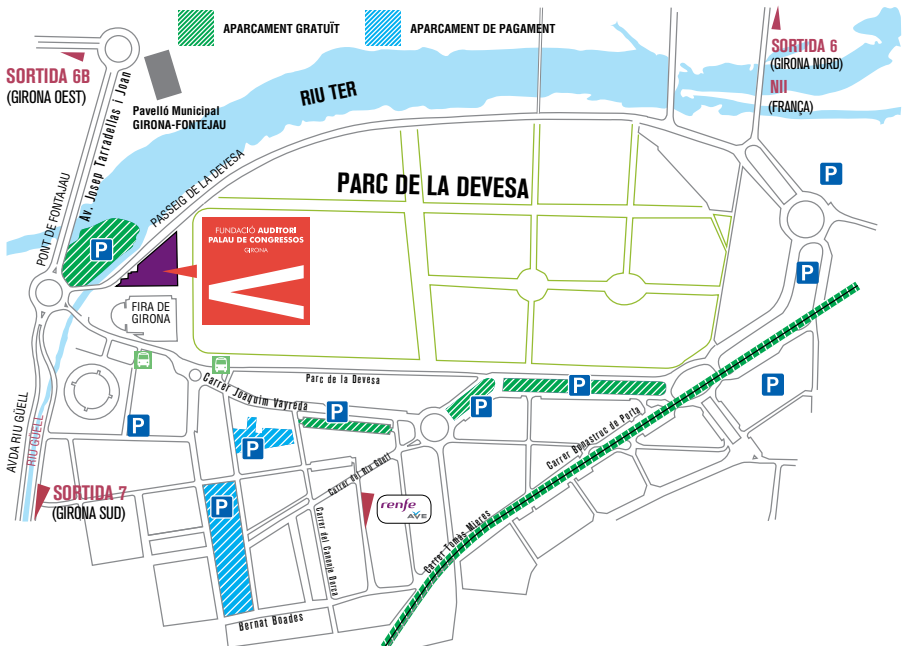 APARCAMENT GRATUÏT
APARCAMENT DE PAGAMENT
SORTIDA 6B
(GIRONA OEST)
SORTIDA 6
(GIRONA NORD)
NII
(FRANÇA)
Pavelló Municipal
GIRONA-FONTEJAU
RIU TER
Av. Josep Tarradellas i Joan
PONT DE FONTAJAU
PASSEIG DE LA DEVESA
PARC DE LA DEVESA
P
P
P
FUNDACIÓ AUDITORI
PALAU DE CONGRESSOS
GIRONA
FIRA DE
GIRONA
Parc de la Devesa
Carrer Joaquim Vayreda
P
P
P
P
P
P
P
P
AVDA RIU GÜELL
RIU GÜELL
Carrer Bonastruc de Porta
Carrer del Riu Güell
SORTIDA 7
(GIRONA SUD)
renfe
AVE
Carrer del Canonje Dorca
Carrer Tomàs Mieres
Bernat Boades